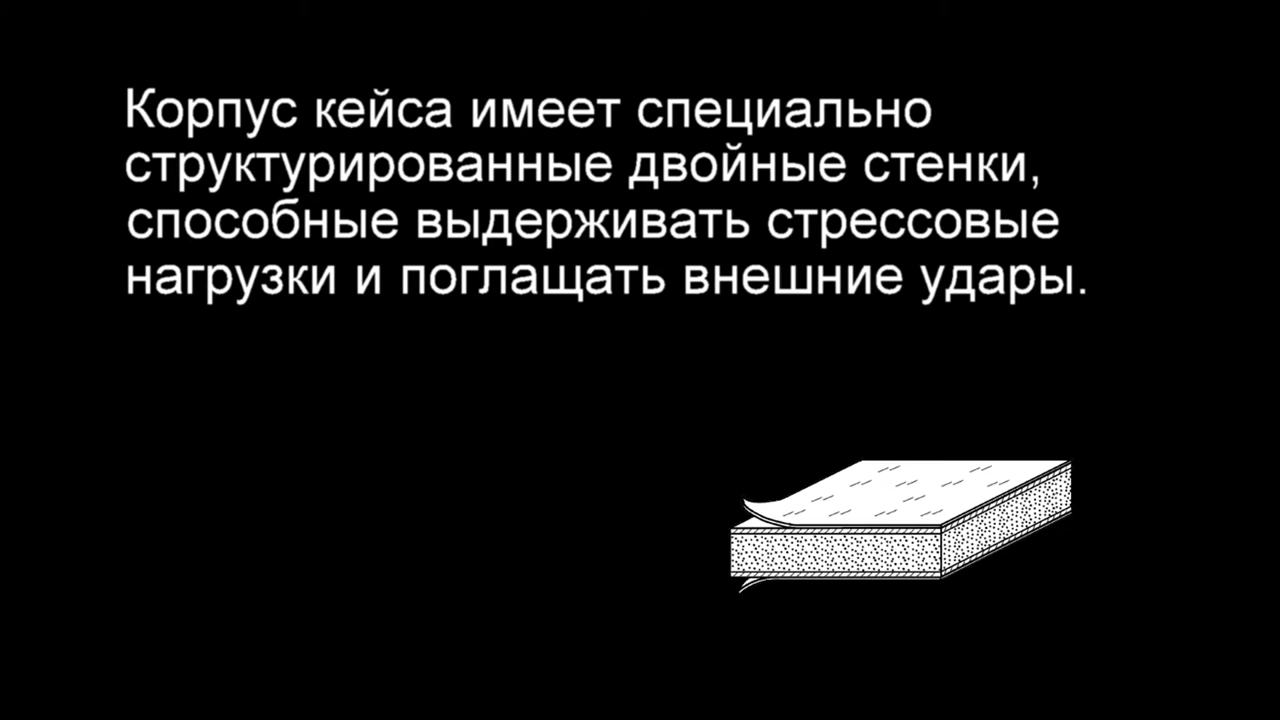 Корпус кейса имеет специально
структурированные двойные стенки,
способные выдерживать стрессовые
нагрузки и поглащать внешние удары.